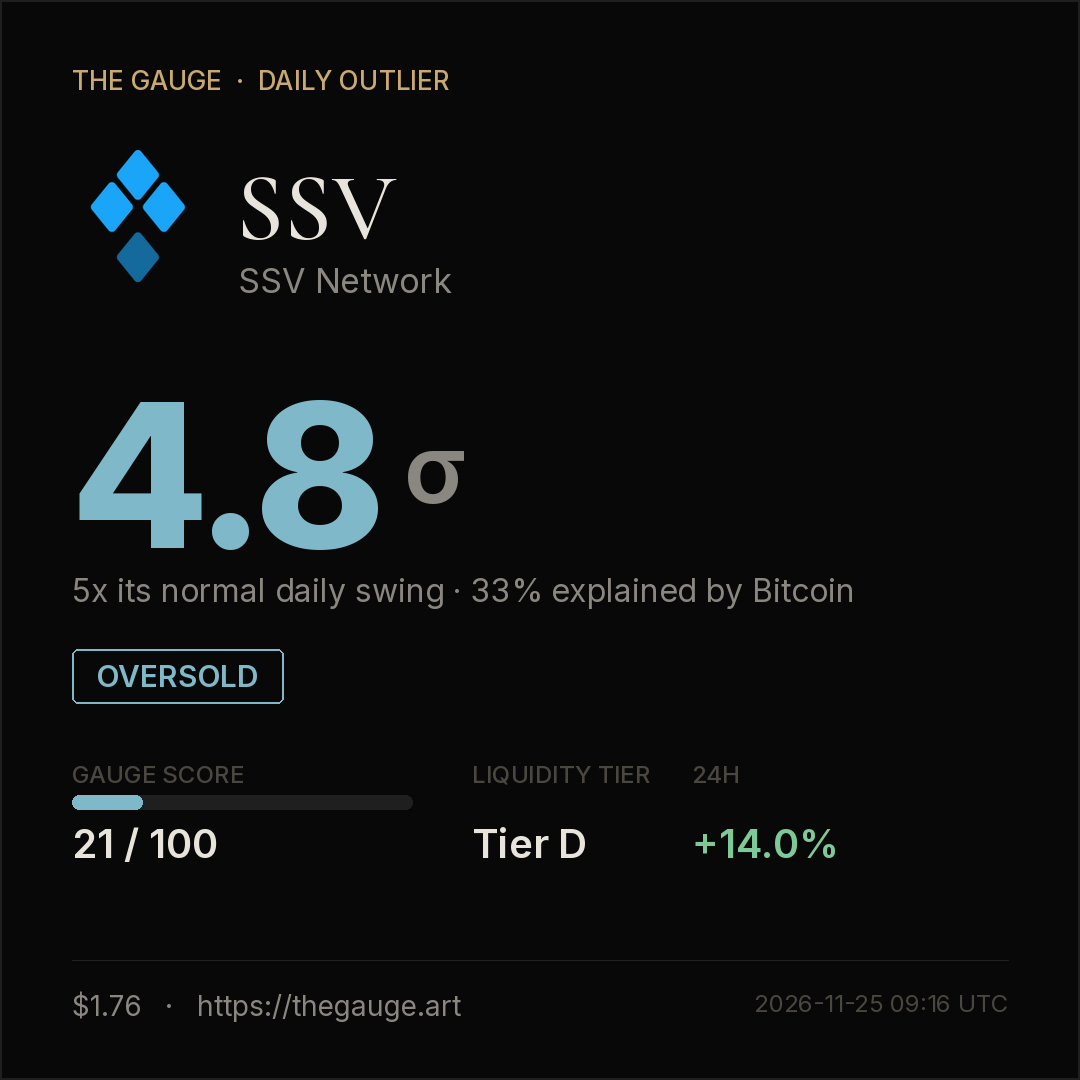 THE GAUGE · DAILY OUTLIER
SSV
SSV Network
4.8 σ
5x its normal daily swing · 33% explained by Bitcoin
OVERSOLD
GAUGE SCORE LIQUIDITY TIER 24H
21 / 100 Tier D +14.0%
$1.76 · https://thegauge.art 2026-11-25 09:16 UTC